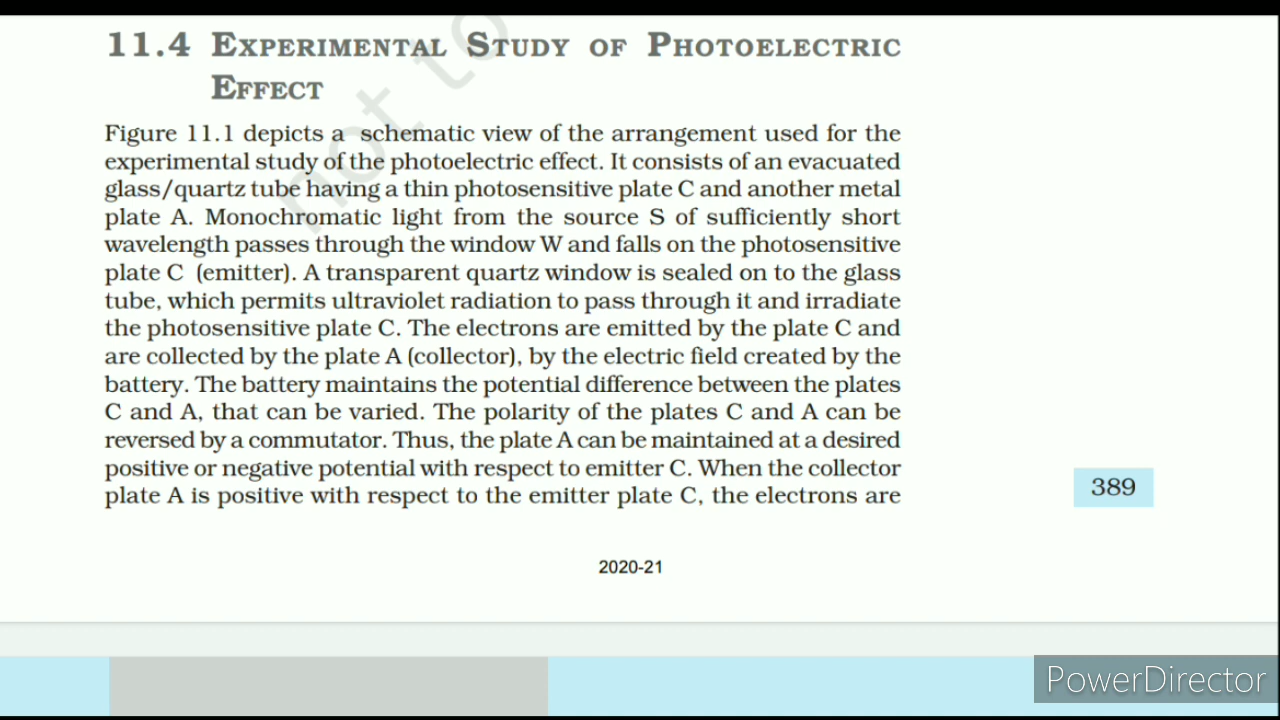 11.4 EXPERIMENTAL STUDY OF PHOTOELECTRIC
EFFECT
Figure 11.1 depicts a schematic view of the arrangement used for the
experimental study of the photoelectric effect. It consists of an evacuated
glass/quartz tube having a thin photosensitive plate C and another metal
plate A. Monochromatic light from the source S of sufficiently short
wavelength passes through the window W and falls on the photosensitive
plate C (emitter). A transparent quartz window is sealed on to the glass
tube, which permits ultraviolet radiation to pass through it and irradiate
the photosensitive plate C. The electrons are emitted by the plate C and
are collected by the plate A (collector), by the electric field created by the
battery. The battery maintains the potential difference between the plates
C and A, that can be varied. The polarity of the plates C and A can be
reversed by a commutator. Thus, the plate A can be maintained at a desired
positive or negative potential with respect to emitter C. When the collector
plate A is positive with respect to the emitter plate C, the electrons are
389
not to
2020-21
PowerDirector